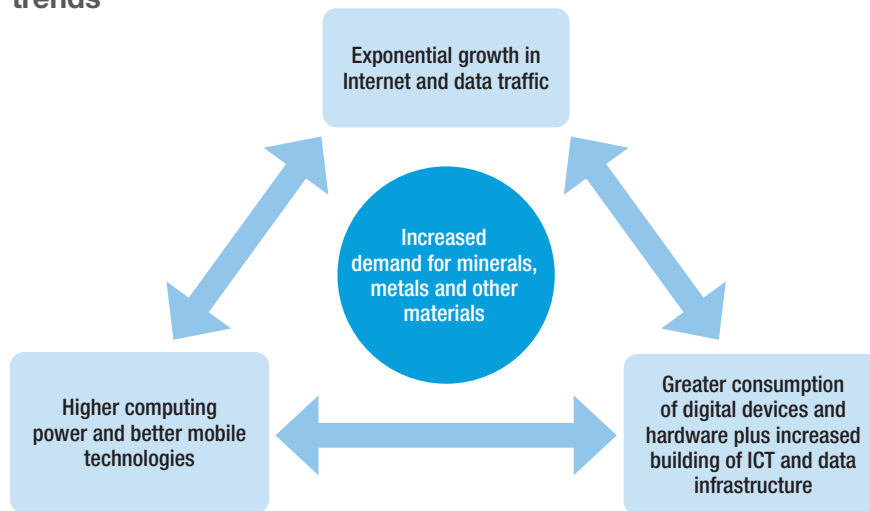 trends
Exponential growth in
Internet and data traffic
Increased
demand for minerals,
metals and other
materials
Higher computing
power and better mobile
technologies
Greater consumption
of digital devices and
hardware plus increased
building of ICT and data
infrastructure